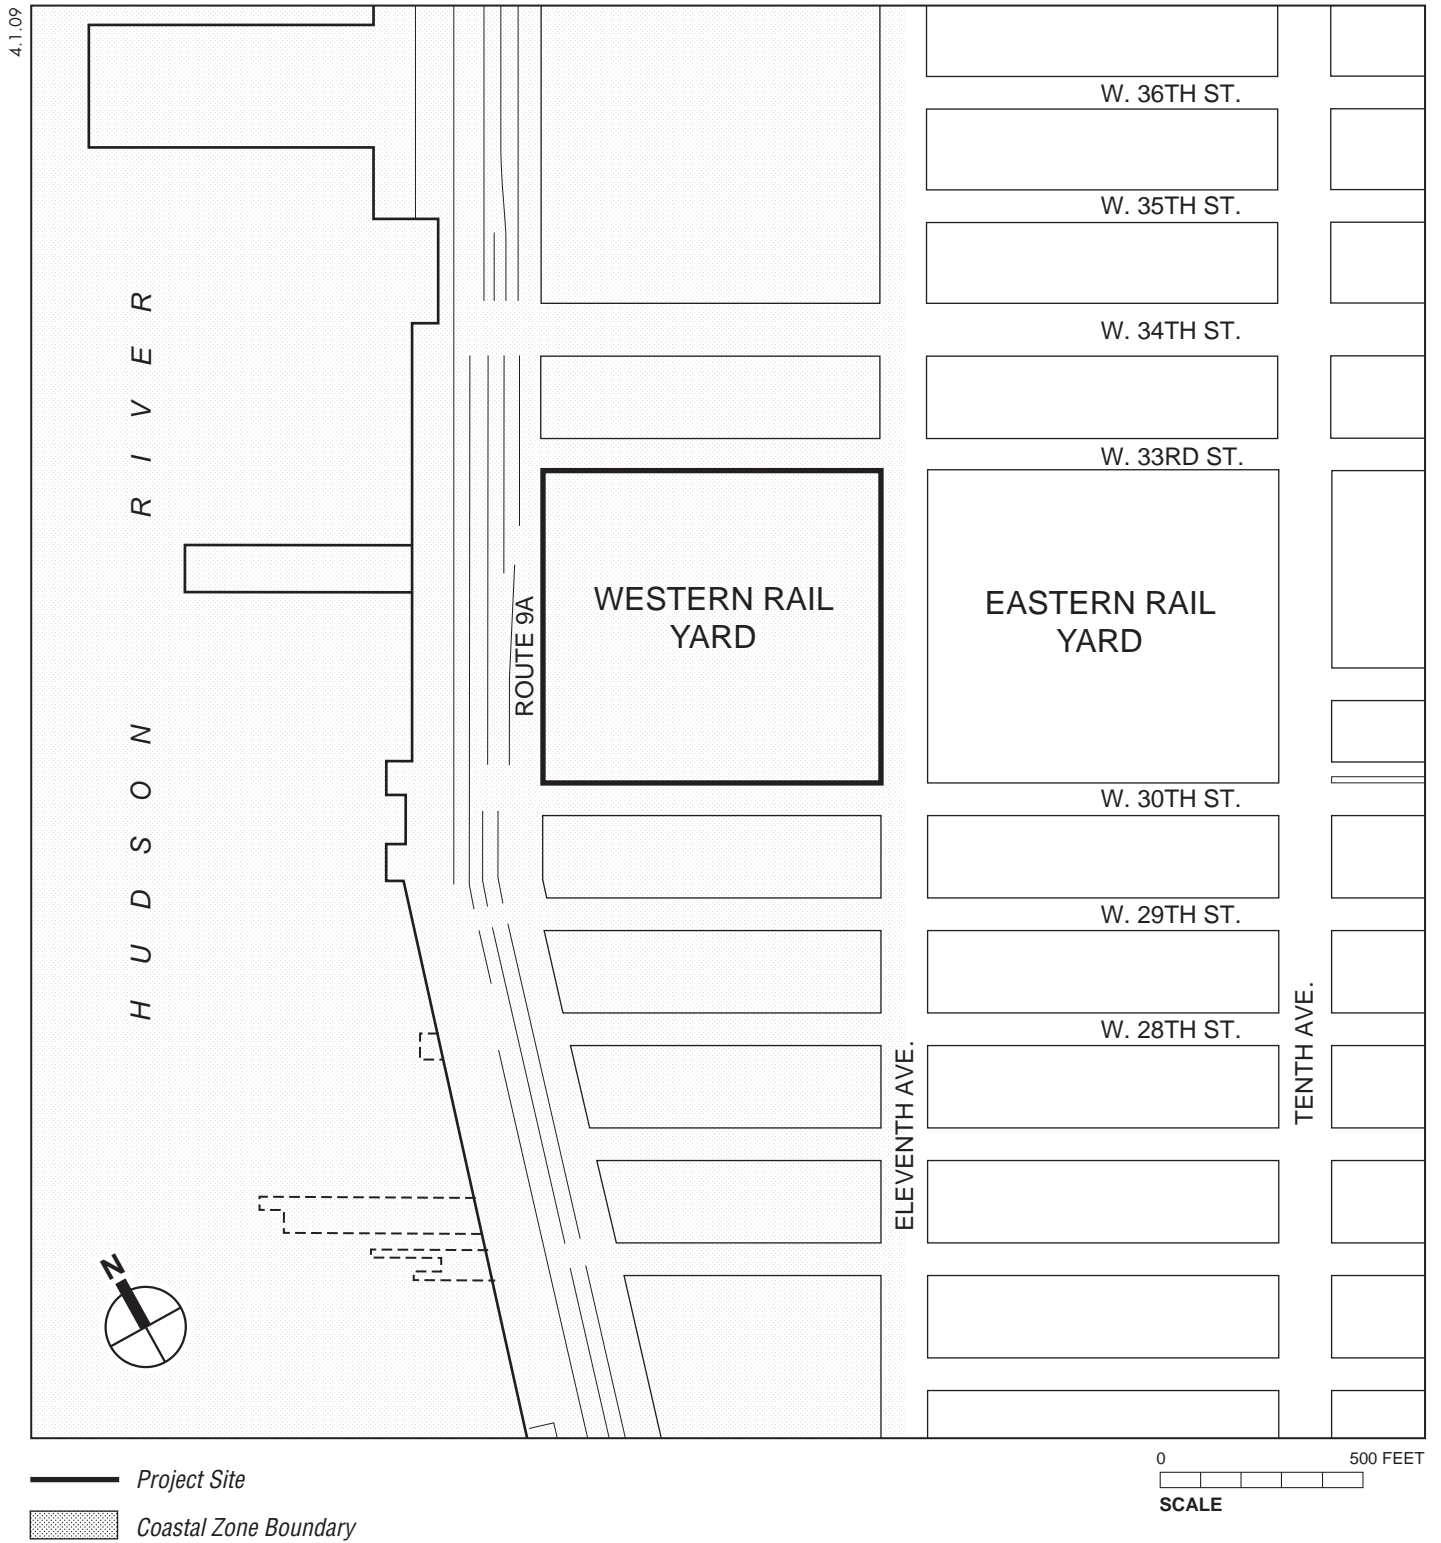 4.1.09
W. 36TH ST.
W. 35TH ST.
W. 34TH ST.
W. 33RD ST.
HUDSON RIVER
ROUTE 9A
WESTERN RAIL
YARD
EASTERN RAIL
YARD
W. 30TH ST.
W. 29TH ST.
W. 28TH ST.
ELEVENTH AVE.
TENTH AVE.
N
Project Site
Coastal Zone Boundary
0 500 FEET
SCALE